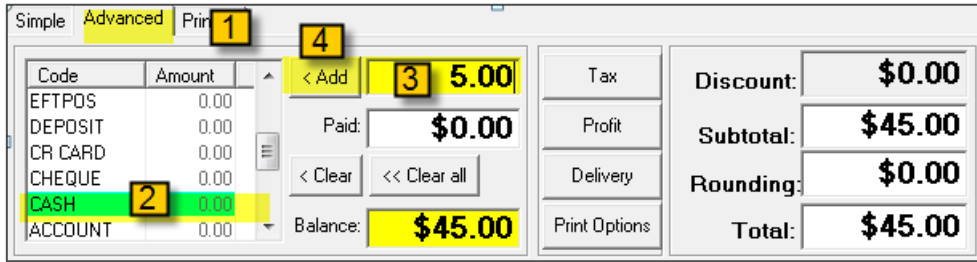 Simple Advanced Prin 1
4
Code Amount < Add 3 5.00 Tax Discount: $0.00
EFTPOS 0.00
DEPOSIT 0.00 Paid: $0.00 Profit Subtotal: $45.00
CR CARD 0.00
CHEQUE 0.00 < Clear << Clear all Delivery Rounding: $0.00
CASH 2 0.00
ACCOUNT 0.00 Balance: $45.00 Print Options Total: $45.00